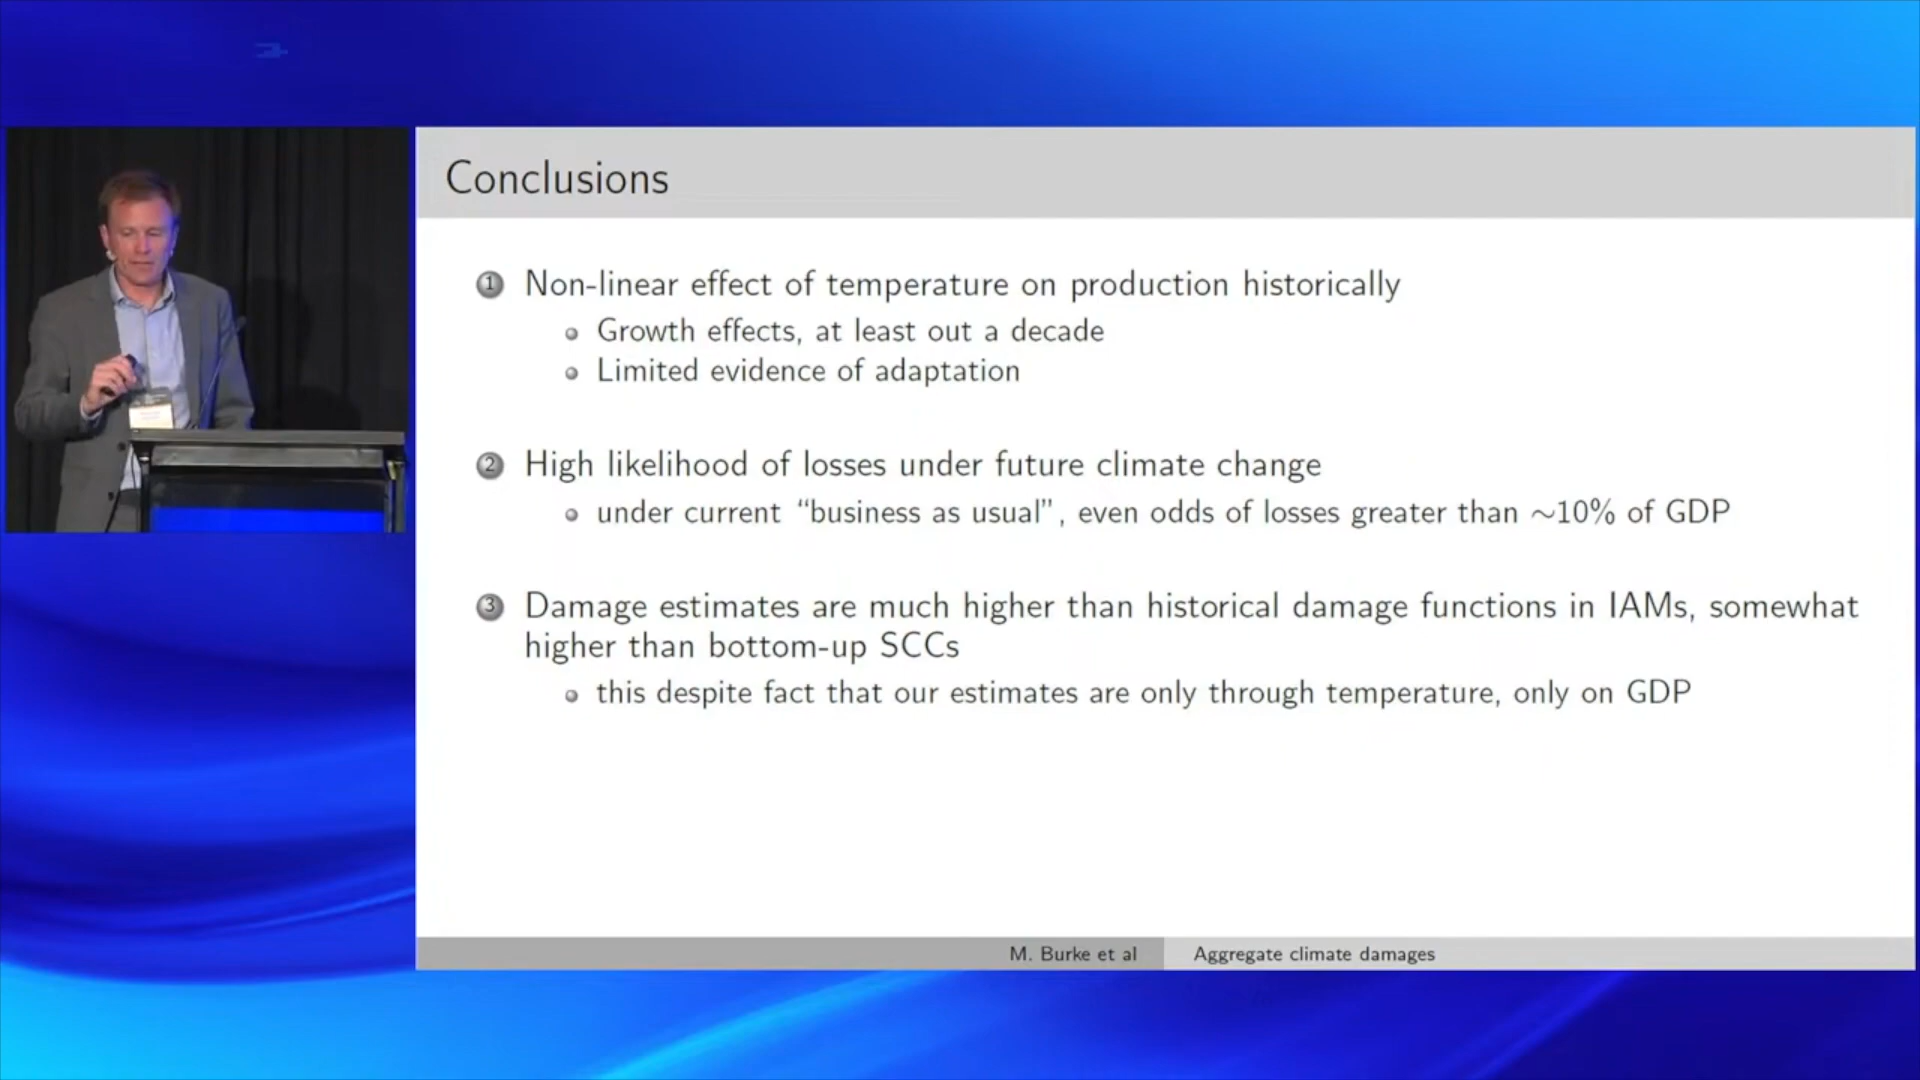 Conclusions
1 Non-linear effect of temperature on production historically
Growth effects, at least out a decade
Limited evidence of adaptation
2 High likelihood of losses under future climate change
under current “business as usual”, even odds of losses greater than ~10% of GDP
3 Damage estimates are much higher than historical damage functions in IAMs, somewhat
higher than bottom-up SCCs
this despite fact that our estimates are only through temperature, only on GDP
M. Burke et al
Aggregate climate damages